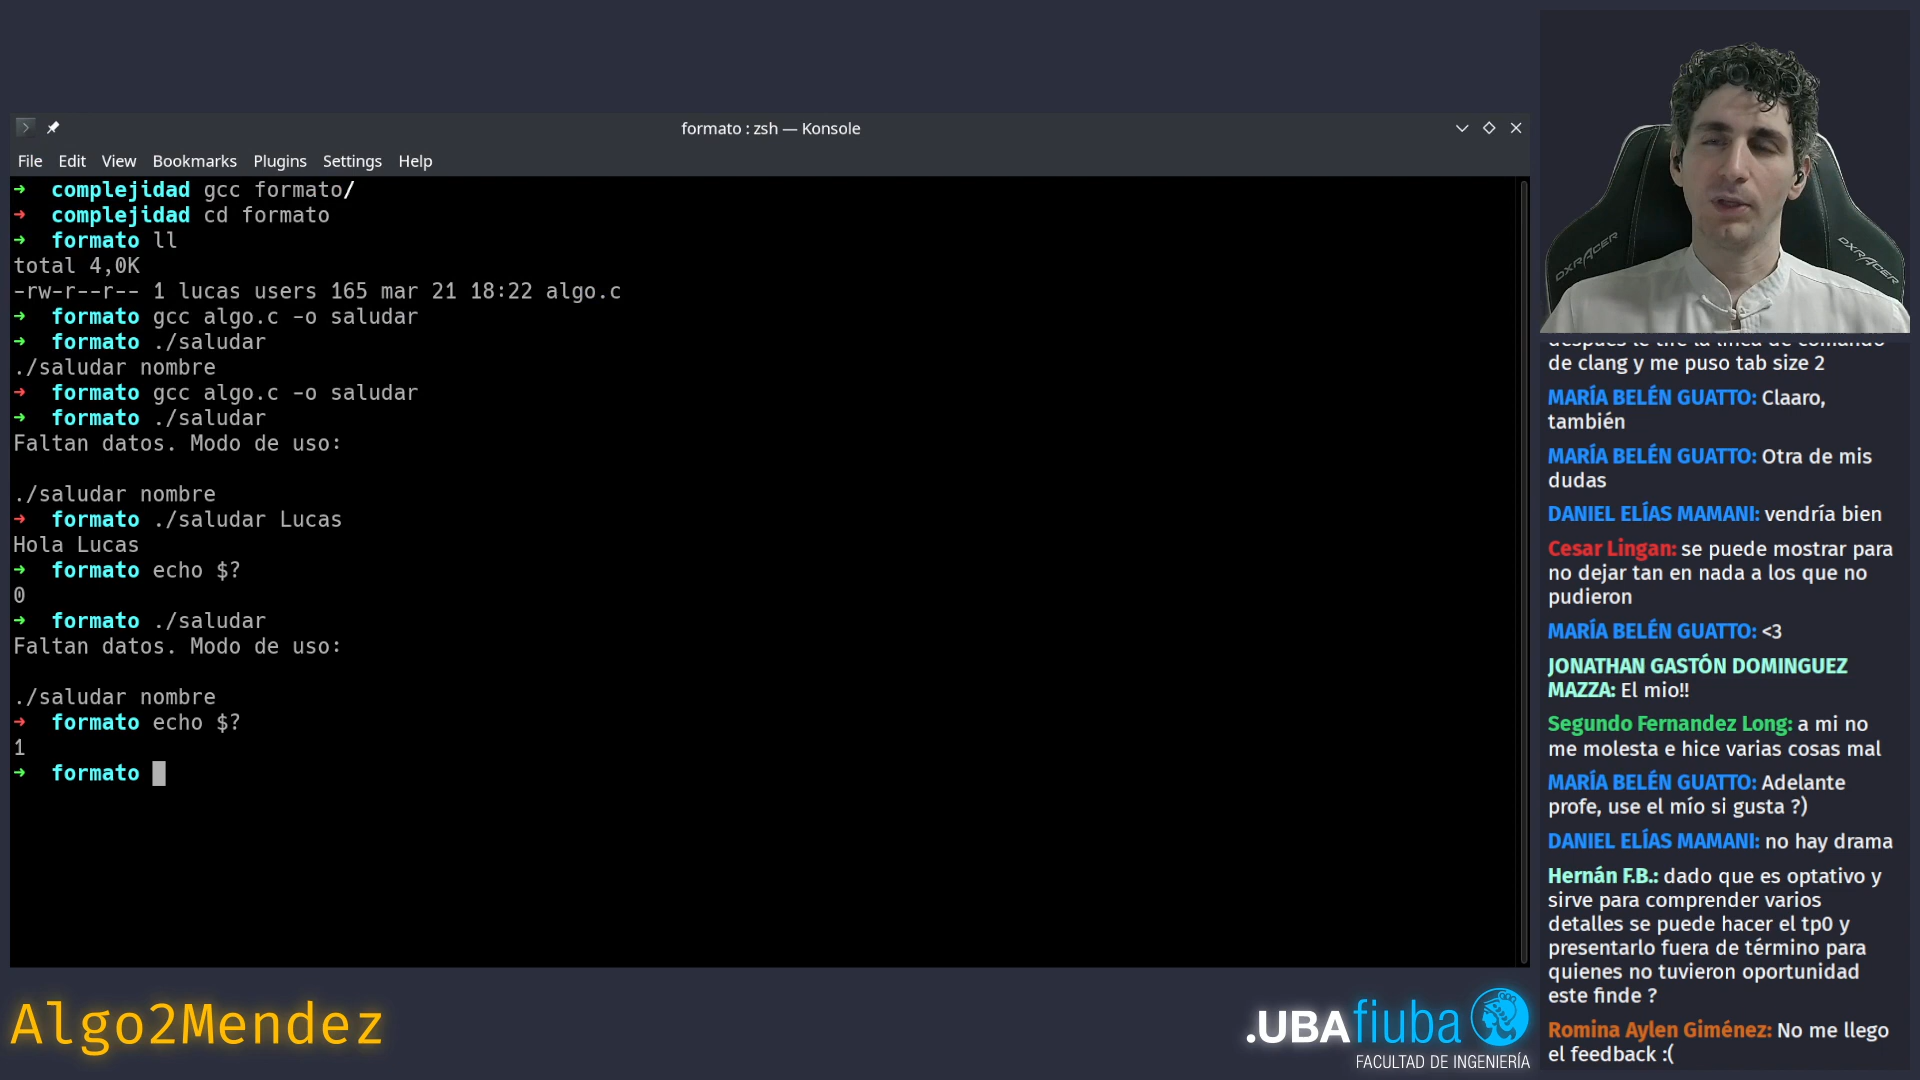 formato : zsh — Konsole
File Edit View Bookmarks Plugins Settings Help
➜ complejidad gcc formato/
➜ complejidad cd formato
➜ formato ll
total 4,0K
-rw-r--r-- 1 lucas users 165 mar 21 18:22 algo.c
➜ formato gcc algo.c -o saludar
➜ formato ./saludar
./saludar nombre
➜ formato gcc algo.c -o saludar
➜ formato ./saludar
Faltan datos. Modo de uso:
./saludar nombre
➜ formato ./saludar Lucas
Hola Lucas
➜ formato echo $?
0
➜ formato ./saludar
Faltan datos. Modo de uso:
./saludar nombre
➜ formato echo $?
1
➜ formato
DXRACER
DXRACER
después le tiré la línea de comando
de clang y me puso tab size 2
MARÍA BELÉN GUATTO: Claaro,
también
MARÍA BELÉN GUATTO: Otra de mis
dudas
DANIEL ELÍAS MAMANI: vendría bien
Cesar Lingan: se puede mostrar para
no dejar tan en nada a los que no
pudieron
MARÍA BELÉN GUATTO: <3
JONATHAN GASTÓN DOMINGUEZ
MAZZA: El mio!!
Segundo Fernandez Long: a mi no
me molesta e hice varias cosas mal
MARÍA BELÉN GUATTO: Adelante
profe, use el mío si gusta ?)
DANIEL ELÍAS MAMANI: no hay drama
Hernán F.B.: dado que es optativo y
sirve para comprender varios
detalles se puede hacer el tp0 y
presentarlo fuera de término para
quienes no tuvieron oportunidad
este finde ?
Romina Aylen Giménez: No me llego
el feedback :(
Algo2Mendez
.UBAfiuba
FACULTAD DE INGENIERÍA